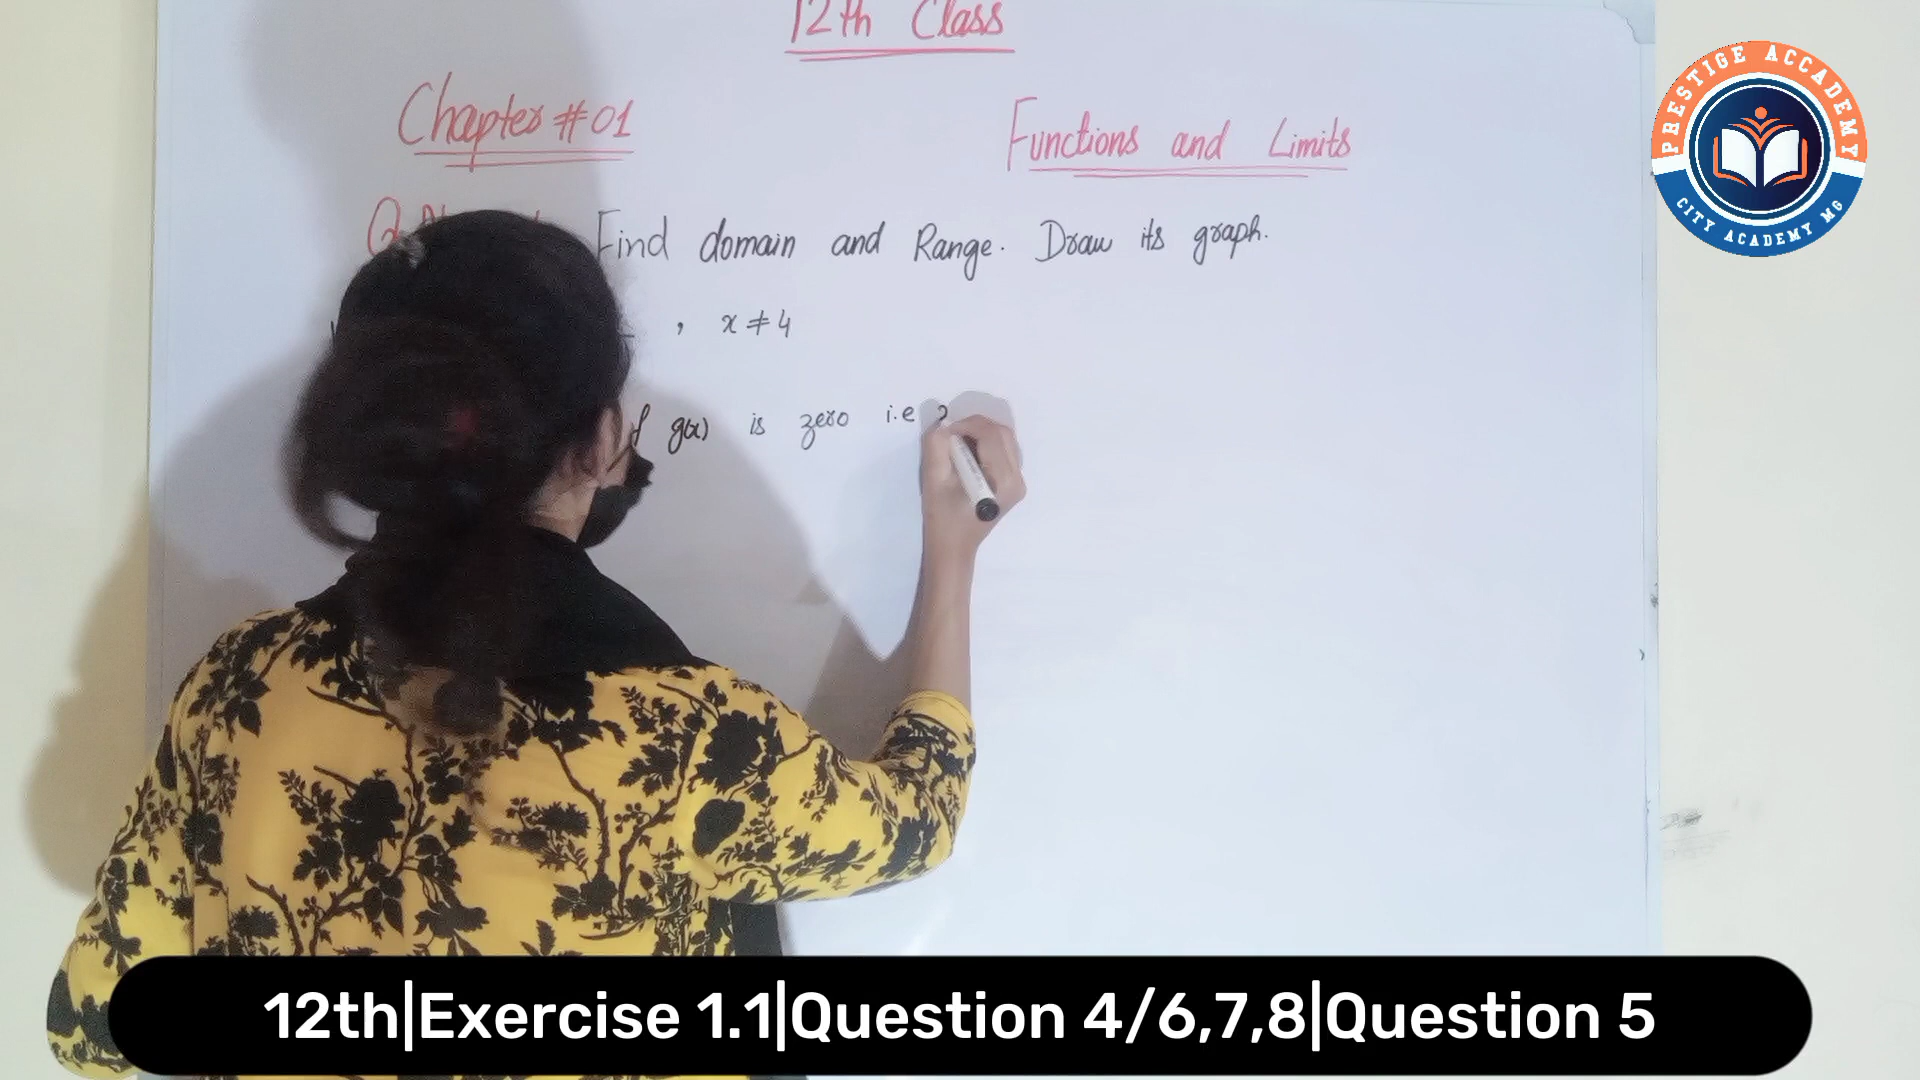 12th Class
Chapter #01
Functions and Limits
Find domain and Range. Draw its graph.
, x ≠ 4
g(x) is zero i.e
PRESTIGE ACCADEMY
CITY ACADEMY MG
12th|Exercise 1.1|Question 4/6,7,8|Question 5